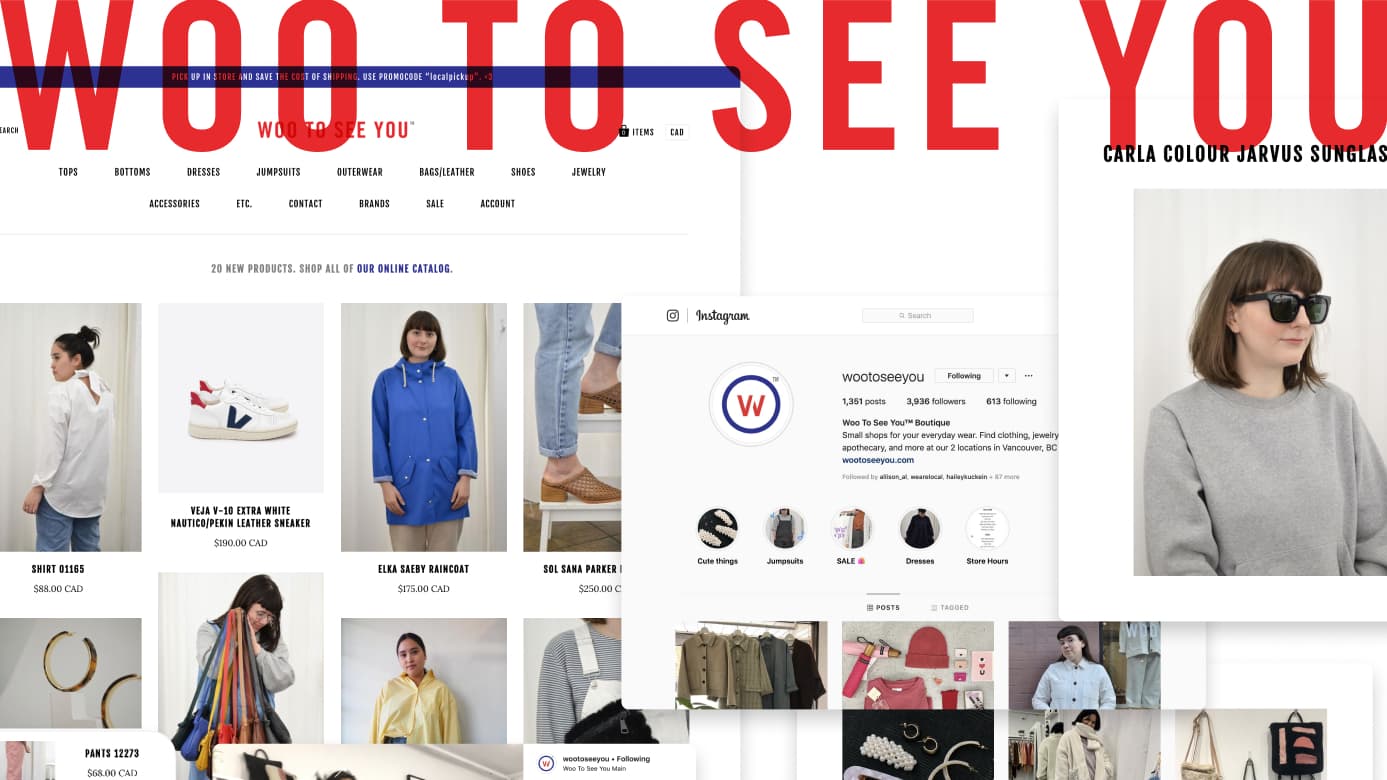 WOO TO SEE YOU
PICK UP IN STORE AND SAVE THE COST OF SHIPPING. USE PROMOCODE "localpickup". <3
EARCH
WOO TO SEE YOU™
0 ITEMS CAD
TOPS BOTTOMS DRESSES JUMPSUITS OUTERWEAR BAGS/LEATHER SHOES JEWELRY
ACCESSORIES ETC. CONTACT BRANDS SALE ACCOUNT
20 NEW PRODUCTS. SHOP ALL OF OUR ONLINE CATALOG.
VEJA V-10 EXTRA WHITE
NAUTICO/PEKIN LEATHER SNEAKER
$190.00 CAD
SHIRT 01165
$88.00 CAD
ELKA SAEBY RAINCOAT
$175.00 CAD
SOL SANA PARKER
$250.00 C
PANTS 12273
$68.00 CAD
wootoseeyou • Following
Woo To See You Main
Instagram
Search
W™
wootoseeyou Following
1,351 posts 3,936 followers 613 following
Woo To See You™ Boutique
Small shops for your everyday wear. Find clothing, jewelry
apothecary, and more at our 2 locations in Vancouver, BC
wootoseeyou.com
Followed by allison_al, wearelocal, haileykuckein + 67 more
Cute things Jumpsuits SALE Dresses Store Hours
POSTS TAGGED
CARLA COLOUR JARVUS SUNGLAS